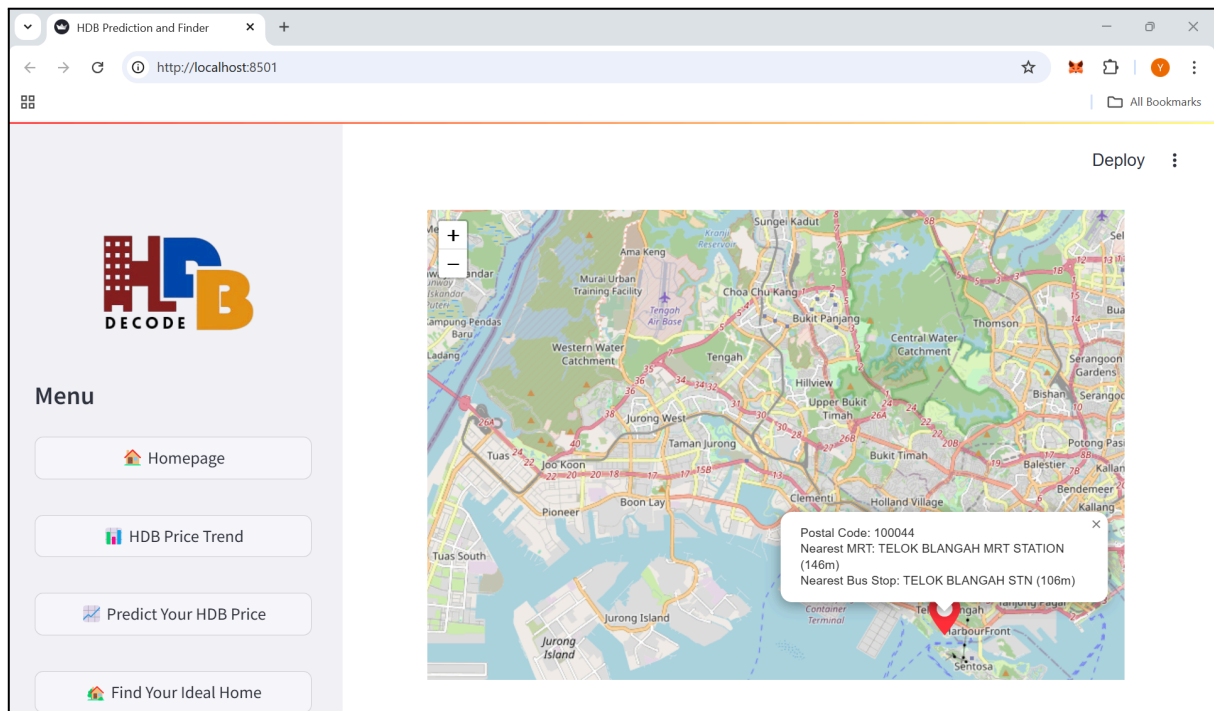 HDB Prediction and Finder
http://localhost:8501
Y
All Bookmarks
Deploy
HDB
DECODE
Menu
Homepage
HDB Price Trend
Predict Your HDB Price
Find Your Ideal Home
+
−
Sungei Kadut
Kranji
Reservoir
Ama Keng
Murai Urban
Training Facility
Tengah
Air Base
Choa Chu Kang
Bukit Panjang
Thomson
Central Water
Catchment
Western Water
Catchment
Tengah
Serangoon
Gardens
Hillview
Upper Bukit
Timah
Bishan
Jurong West
Taman Jurong
Bukit Timah
Potong Pasi
Balestier
Tuas
Joo Koon
Boon Lay
Pioneer
Clementi
Holland Village
Bendemeer
Kallang
Tuas South
Postal Code: 100044
Nearest MRT: TELOK BLANGAH MRT STATION
(146m)
Nearest Bus Stop: TELOK BLANGAH STN (106m)
Container
Terminal
Tanjong Pagar
Jurong Island
HarbourFront
Jurong
Island
Sentosa